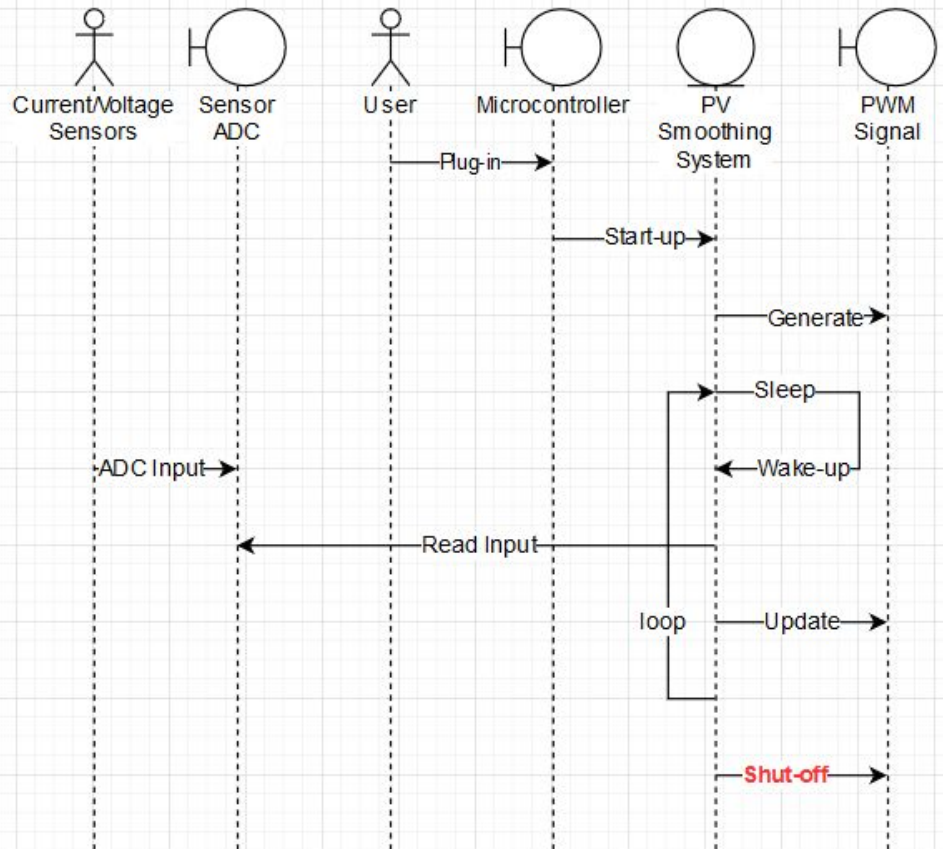 Current/Voltage
Sensors
Sensor
ADC
User
Microcontroller
PV
Smoothing
System
PWM
Signal
Plug-in
Start-up
Generate
Sleep
ADC Input
Wake-up
Read Input
loop
Update
Shut-off